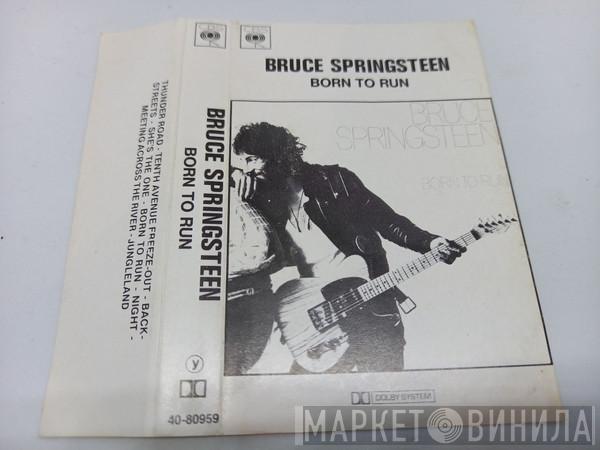 THUNDER ROAD - TENTH AVENUE FREEZE-OUT - BACK-
STREETS - SHE'S THE ONE - BORN TO RUN - NIGHT -
MEETING ACROSS THE RIVER - JUNGLELAND
CBS
BRUCE SPRINGSTEEN
BORN TO RUN
Y
40-80959
CBS
BRUCE SPRINGSTEEN
BORN TO RUN
BRUCE
SPRINGSTEEN
BORN TO RUN
DOLBY SYSTEM
МАРКЕТ ВИНИЛА